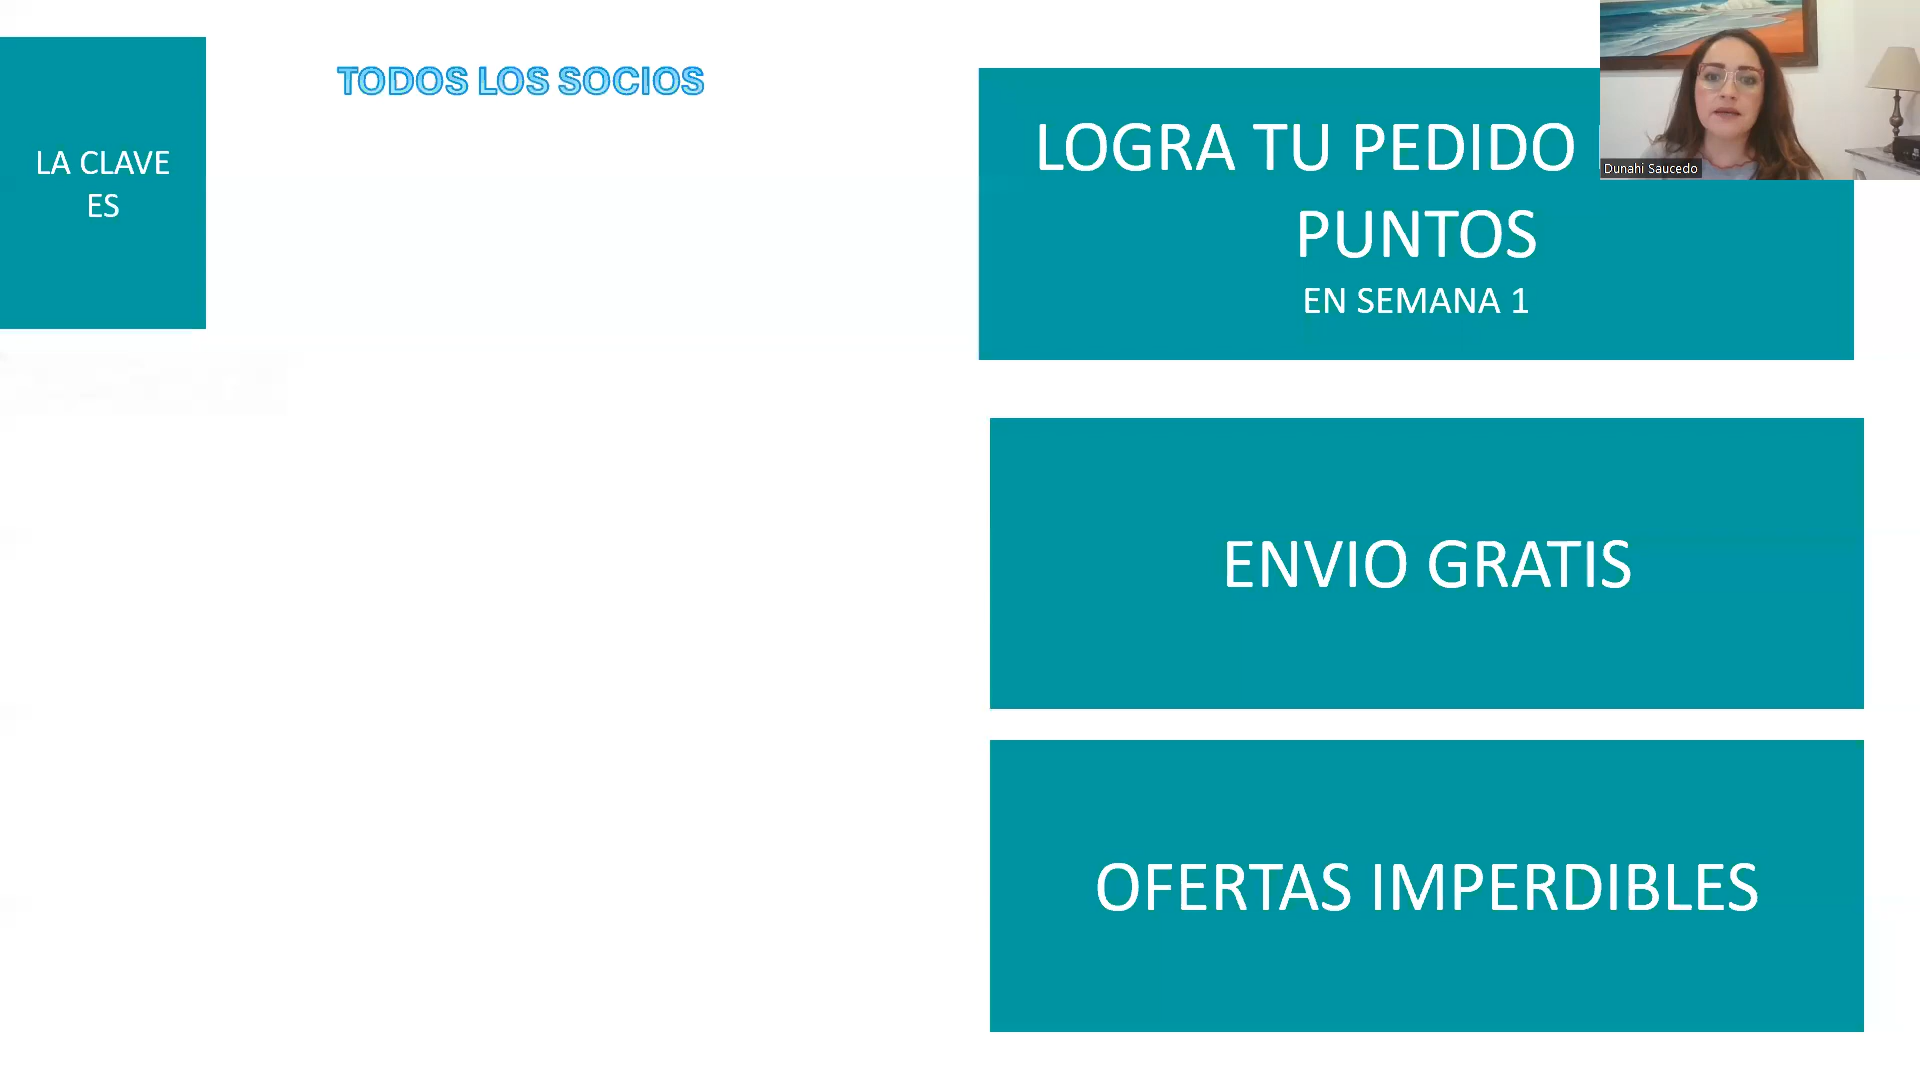 LA CLAVE
ES
TODOS LOS SOCIOS
LOGRA TU PEDIDO
PUNTOS
EN SEMANA 1
Dunahi Saucedo
ENVIO GRATIS
OFERTAS IMPERDIBLES